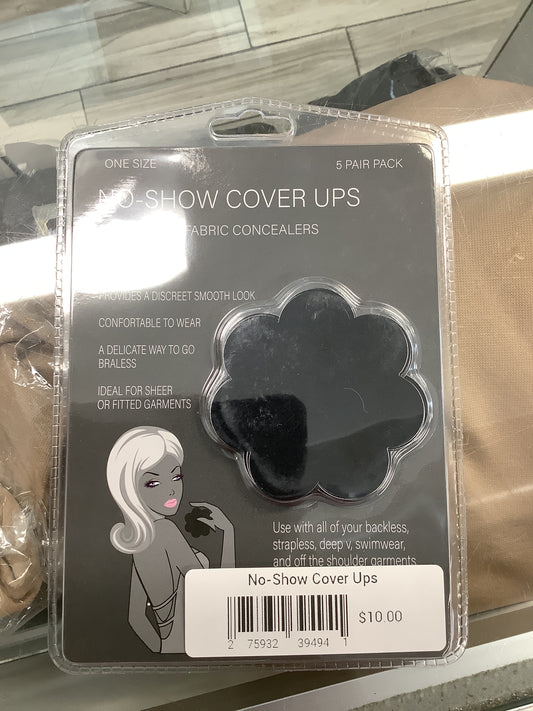 ONE SIZE
5 PAIR PACK
NO-SHOW COVER UPS
FABRIC CONCEALERS
PROVIDES A DISCREET SMOOTH LOOK
CONFORTABLE TO WEAR
A DELICATE WAY TO GO
BRALESS
IDEAL FOR SHEER
OR FITTED GARMENTS
Use with all of your backless,
strapless, deep v, swimwear,
and off the shoulder garments
No-Show Cover Ups
$10.00
2 75932 39494 1